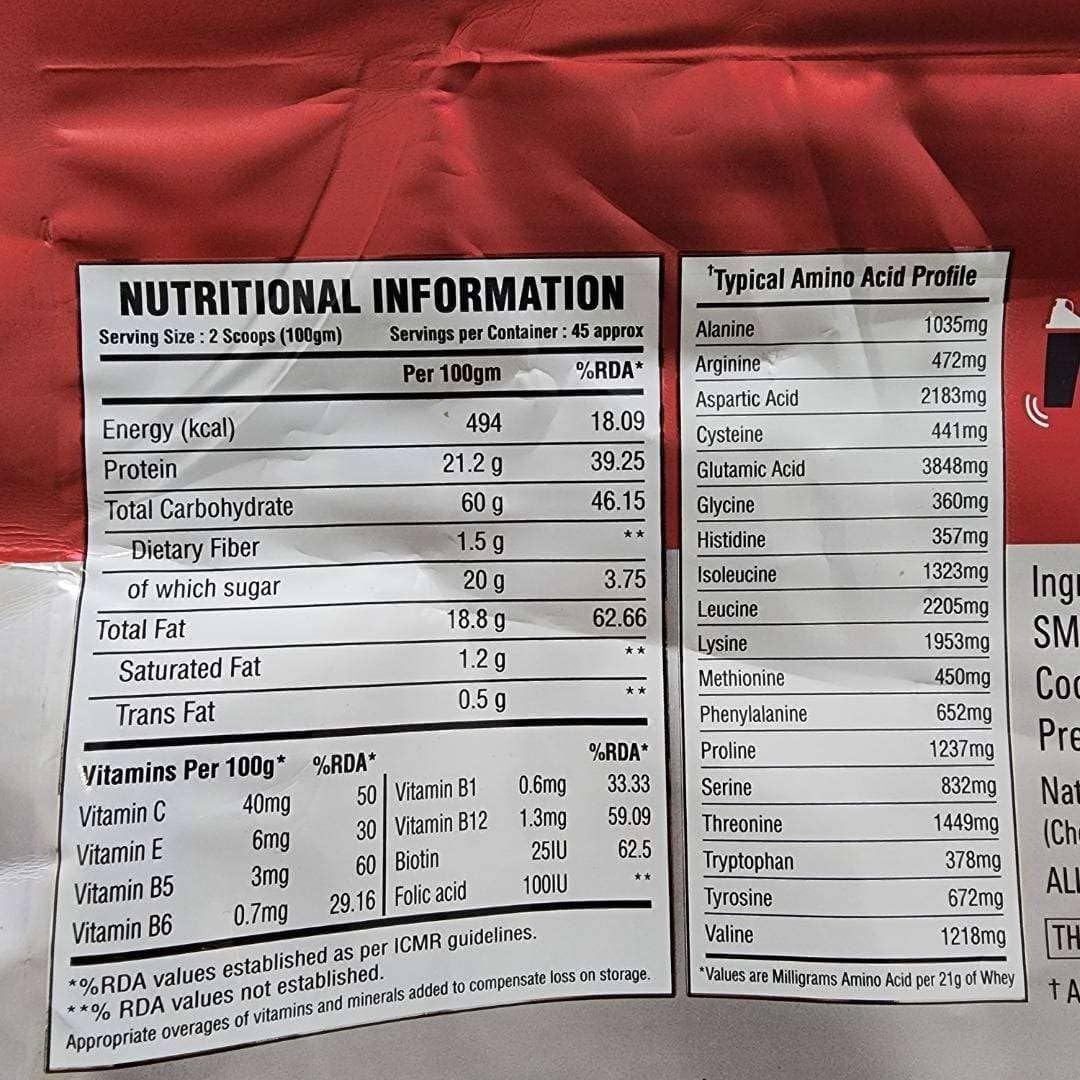 NUTRITIONAL INFORMATION
Serving Size : 2 Scoops (100gm) Servings per Container : 45 approx
Per 100gm %RDA*
Energy (kcal) 494 18.09
Protein 21.2 g 39.25
Total Carbohydrate 60 g 46.15
Dietary Fiber 1.5 g **
of which sugar 20 g 3.75
Total Fat 18.8 g 62.66
Saturated Fat 1.2 g **
Trans Fat 0.5 g **
Vitamins Per 100g* %RDA* %RDA*
Vitamin C 40mg 50 Vitamin B1 0.6mg 33.33
Vitamin E 6mg 30 Vitamin B12 1.3mg 59.09
Vitamin B5 3mg 60 Biotin 25IU 62.5
Vitamin B6 0.7mg 29.16 Folic acid 100IU **
*%RDA values established as per ICMR guidelines.
**% RDA values not established.
Appropriate overages of vitamins and minerals added to compensate loss on storage.
†Typical Amino Acid Profile
Alanine 1035mg
Arginine 472mg
Aspartic Acid 2183mg
Cysteine 441mg
Glutamic Acid 3848mg
Glycine 360mg
Histidine 357mg
Isoleucine 1323mg
Leucine 2205mg
Lysine 1953mg
Methionine 450mg
Phenylalanine 652mg
Proline 1237mg
Serine 832mg
Threonine 1449mg
Tryptophan 378mg
Tyrosine 672mg
Valine 1218mg
*Values are Milligrams Amino Acid per 21g of Whey